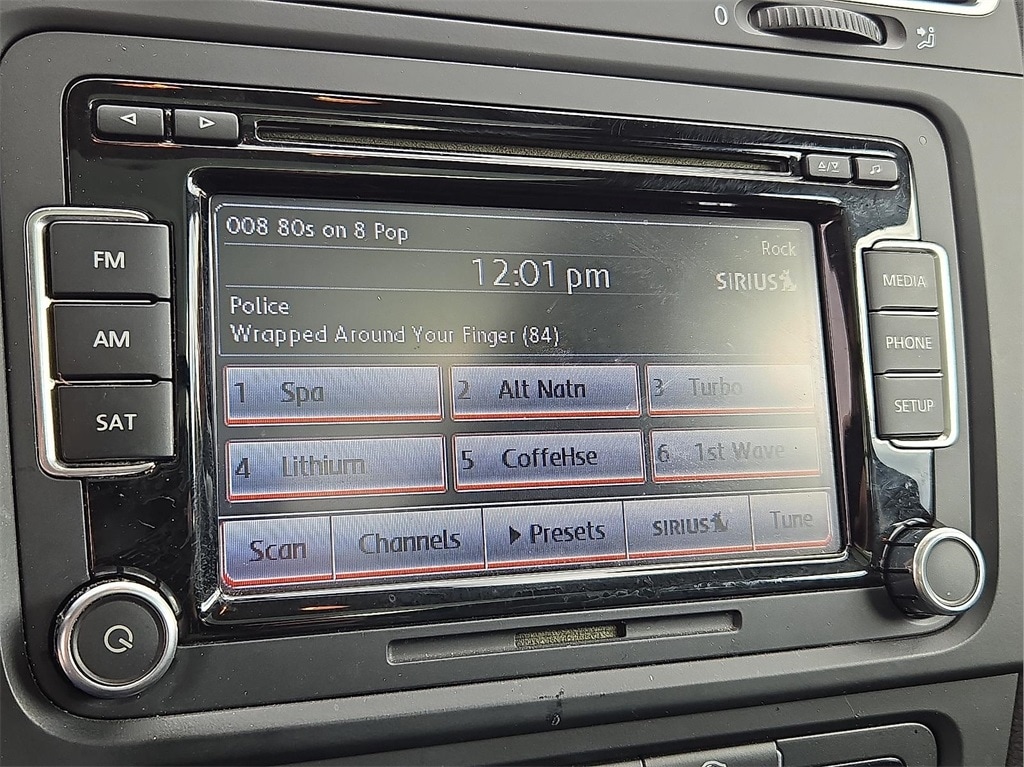 0
FM
AM
SAT
008 80s on 8 Pop
Rock
12:01 pm
SIRIUS
Police
Wrapped Around Your Finger (84)
1 Spa
2 Alt Natn
3 Turbo
4 Lithium
5 CoffeHse
6 1st Wave
Scan
Channels
Presets
SIRIUS
Tune
MEDIA
PHONE
SETUP